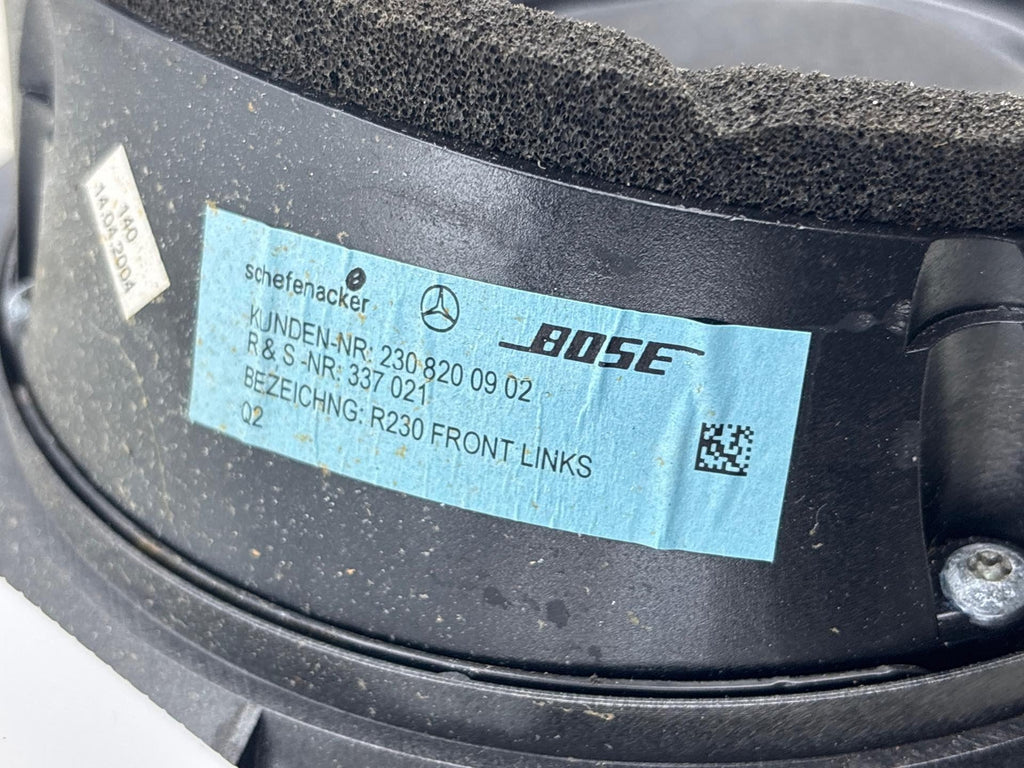 140
14.04.2004
schefenacker
BOSE
KUNDEN-NR: 230 820 09 02
R & S -NR: 337 021
BEZEICHNG: R230 FRONT LINKS
Q2